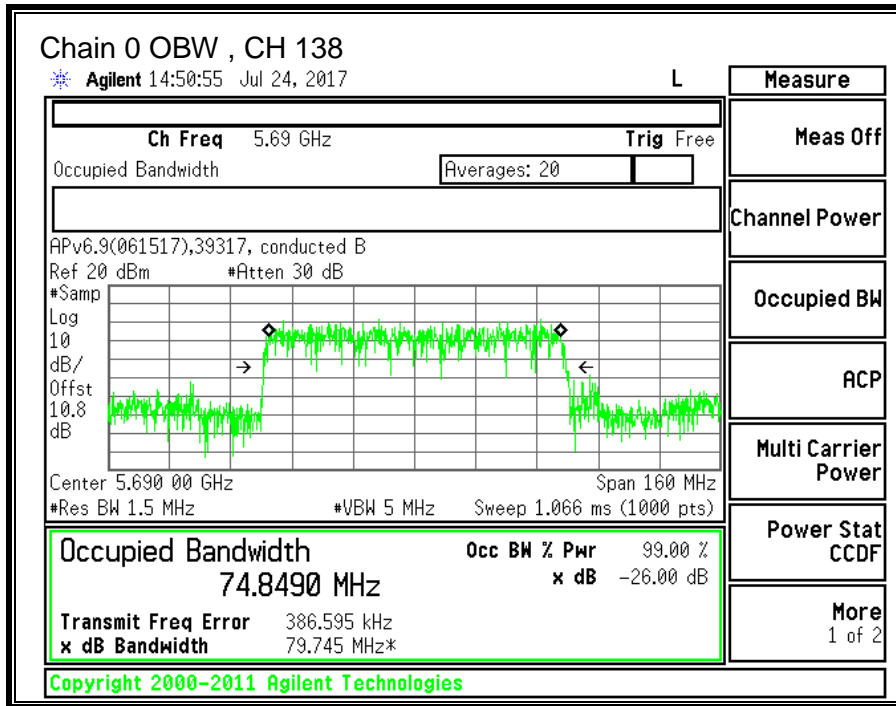 Chain 0 OBW , CH 138
Agilent 14:50:55 Jul 24, 2017 L
Measure
Ch Freq 5.69 GHz Trig Free
Meas Off
Occupied Bandwidth Averages: 20
Channel Power
APv6.9(061517),39317, conducted B
Ref 20 dBm #Atten 30 dB
#Samp
Log
10
dB/
Offst
10.8
dB
Occupied BW
ACP
Center 5.690 00 GHz Span 160 MHz
#Res BW 1.5 MHz #VBW 5 MHz Sweep 1.066 ms (1000 pts)
Multi Carrier
Power
Occupied Bandwidth Occ BW % Pwr 99.00 %
74.8490 MHz x dB -26.00 dB
Power Stat
CCDF
Transmit Freq Error 386.595 kHz
x dB Bandwidth 79.745 MHz*
More
1 of 2
Copyright 2000-2011 Agilent Technologies